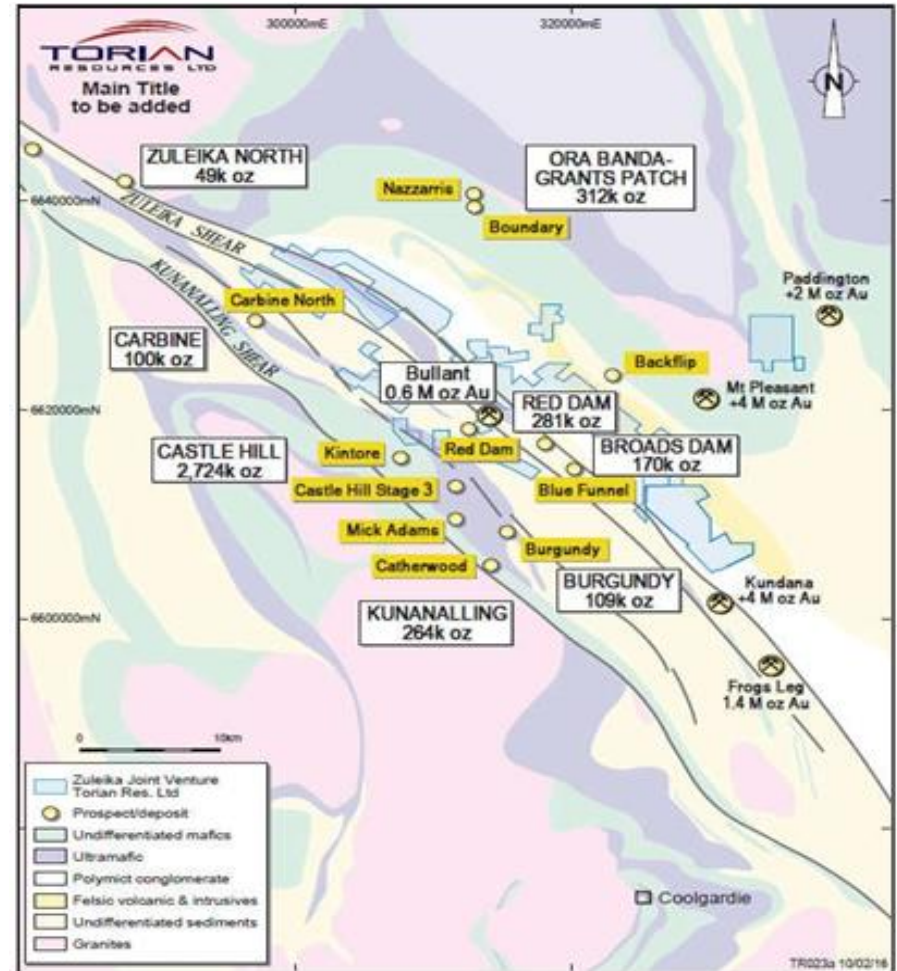 300000mE
320000mE
TORIAN
RESOURCES LTD
Main Title
to be added
N
ZULEIKA NORTH
49k oz
ORA BANDA-
GRANTS PATCH
312k oz
Nazzarris
Boundary
6640000mN
ZULEIKA SHEAR
KUNANALLING SHEAR
Paddington
+2 M oz Au
Carbine North
CARBINE
100k oz
Bullant
0.6 M oz Au
Backflip
Mt Pleasant
+4 M oz Au
6620000mN
RED DAM
281k oz
CASTLE HILL
2,724k oz
Kintore
Red Dam
BROADS DAM
170k oz
Castle Hill Stage 3
Blue Funnel
Mick Adams
Burgundy
Catherwood
BURGUNDY
109k oz
Kundana
+4 M oz Au
6600000mN
KUNANALLING
264k oz
Frogs Leg
1.4 M oz Au
0
10km
Zuleika Joint Venture
Torian Res. Ltd
Prospect/deposit
Undifferentiated mafics
Ultramafic
Polymict conglomerate
Felsic volcanic & intrusives
Undifferentiated sediments
Granites
Coolgardie
TR023a 10/02/16